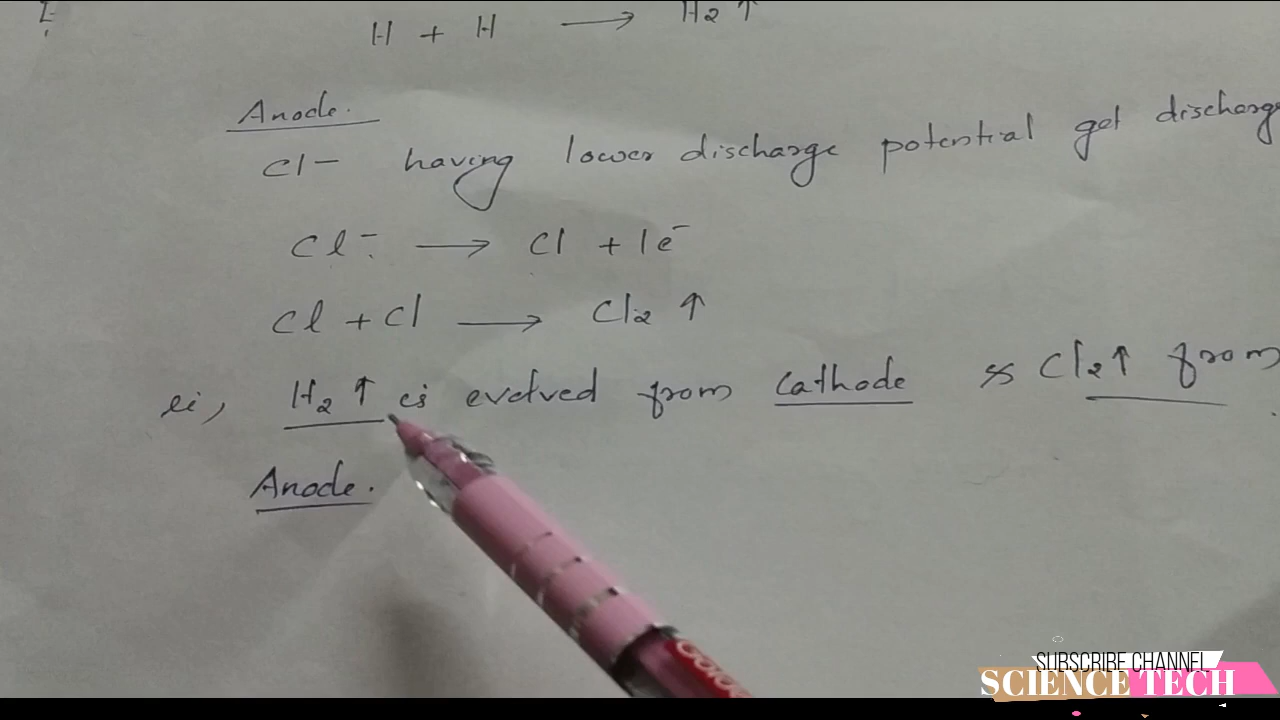 H + H → H2 ↑
Anode.
Cl- having lower discharge potential get discharg
Cl- → Cl + 1e-
Cl + Cl → Cl2 ↑
ie, H2 ↑ is evolved from Cathode & Cl2↑ from
Anode.
SUBSCRIBE CHANNEL
SCIENCE TECH